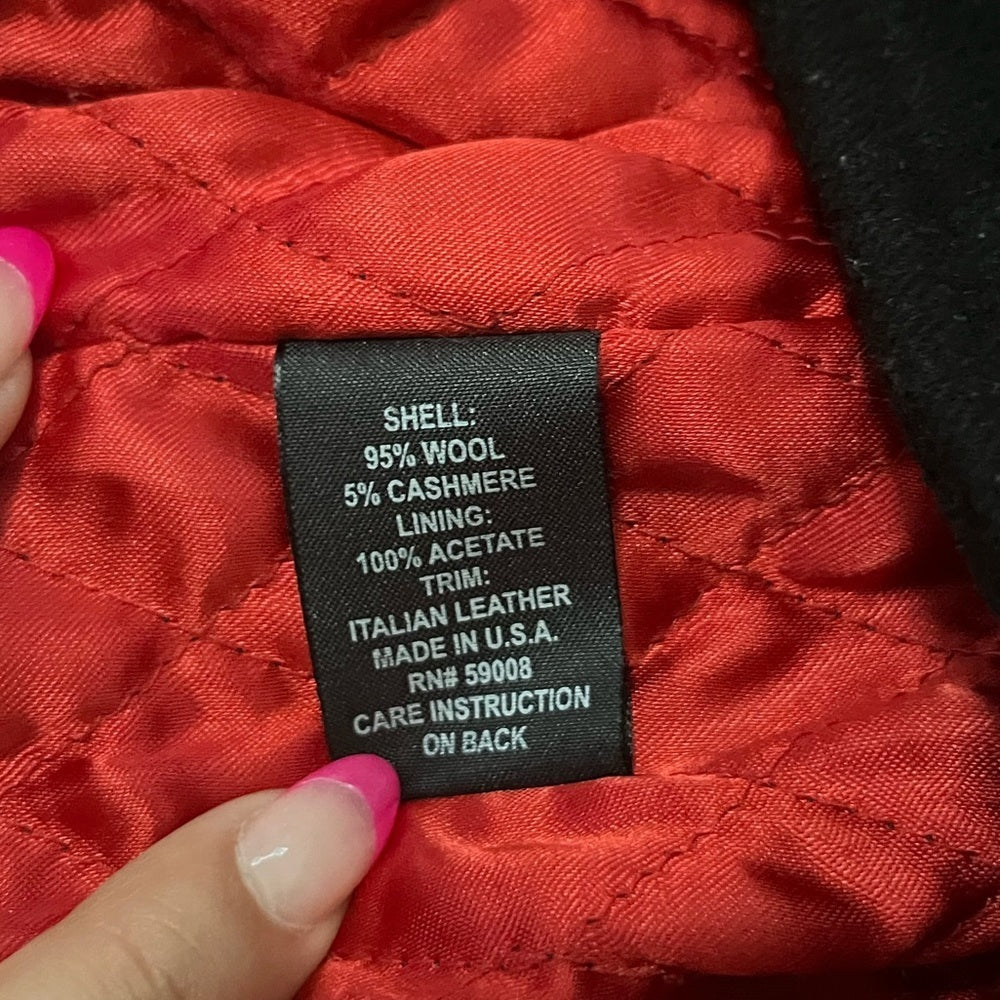 SHELL:
95% WOOL
5% CASHMERE
LINING:
100% ACETATE
TRIM:
ITALIAN LEATHER
MADE IN U.S.A.
RN# 59008
CARE INSTRUCTION
ON BACK